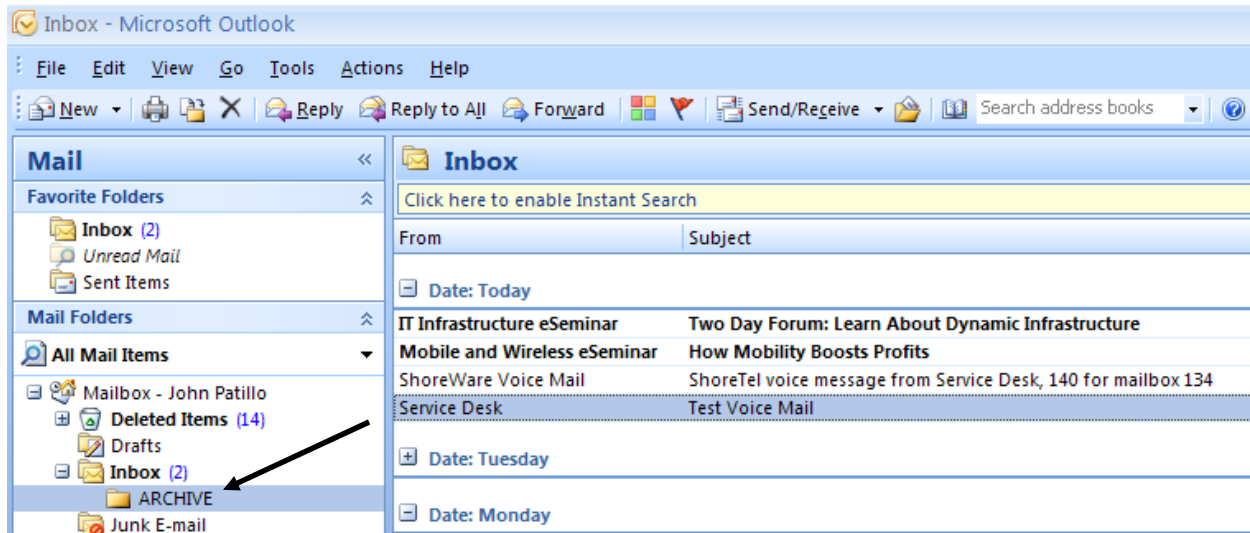 Inbox - Microsoft Outlook
File Edit View Go Tools Actions Help
New Reply Reply to All Forward Send/Receive Search address books
Mail
Favorite Folders
Inbox (2)
Unread Mail
Sent Items
Mail Folders
All Mail Items
Mailbox - John Patillo
Deleted Items (14)
Drafts
Inbox (2)
ARCHIVE
Junk E-mail
Inbox
Click here to enable Instant Search
From Subject
Date: Today
IT Infrastructure eSeminar Two Day Forum: Learn About Dynamic Infrastructure
Mobile and Wireless eSeminar How Mobility Boosts Profits
ShoreWare Voice Mail ShoreTel voice message from Service Desk, 140 for mailbox 134
Service Desk Test Voice Mail
Date: Tuesday
Date: Monday